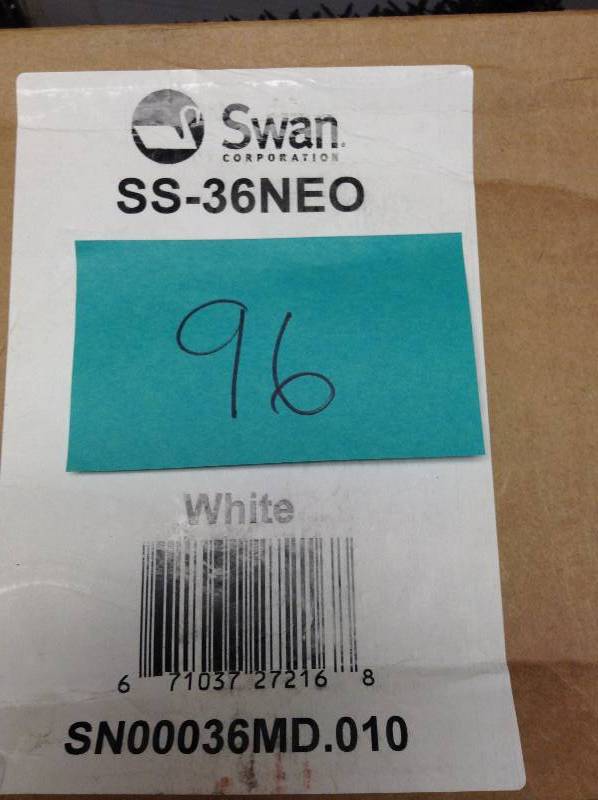 Swan
CORPORATION
SS-36NEO
96
White
6 71037 27216 8
SN00036MD.010